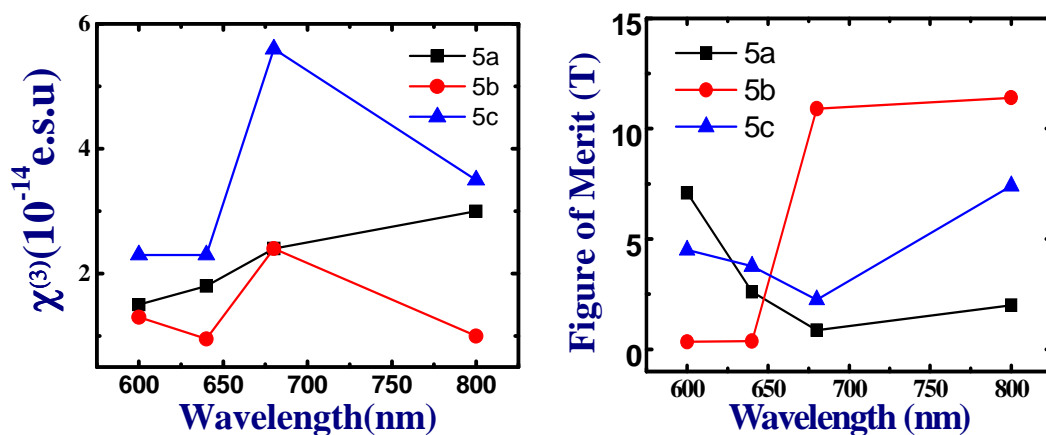 6
4
2
χ⁽³⁾(10⁻¹⁴e.s.u)
5a
5b
5c
600 650 700 750 800
Wavelength(nm)
15
10
5
0
Figure of Merit (T)
5a
5b
5c
600 650 700 750 800
Wavelength (nm)